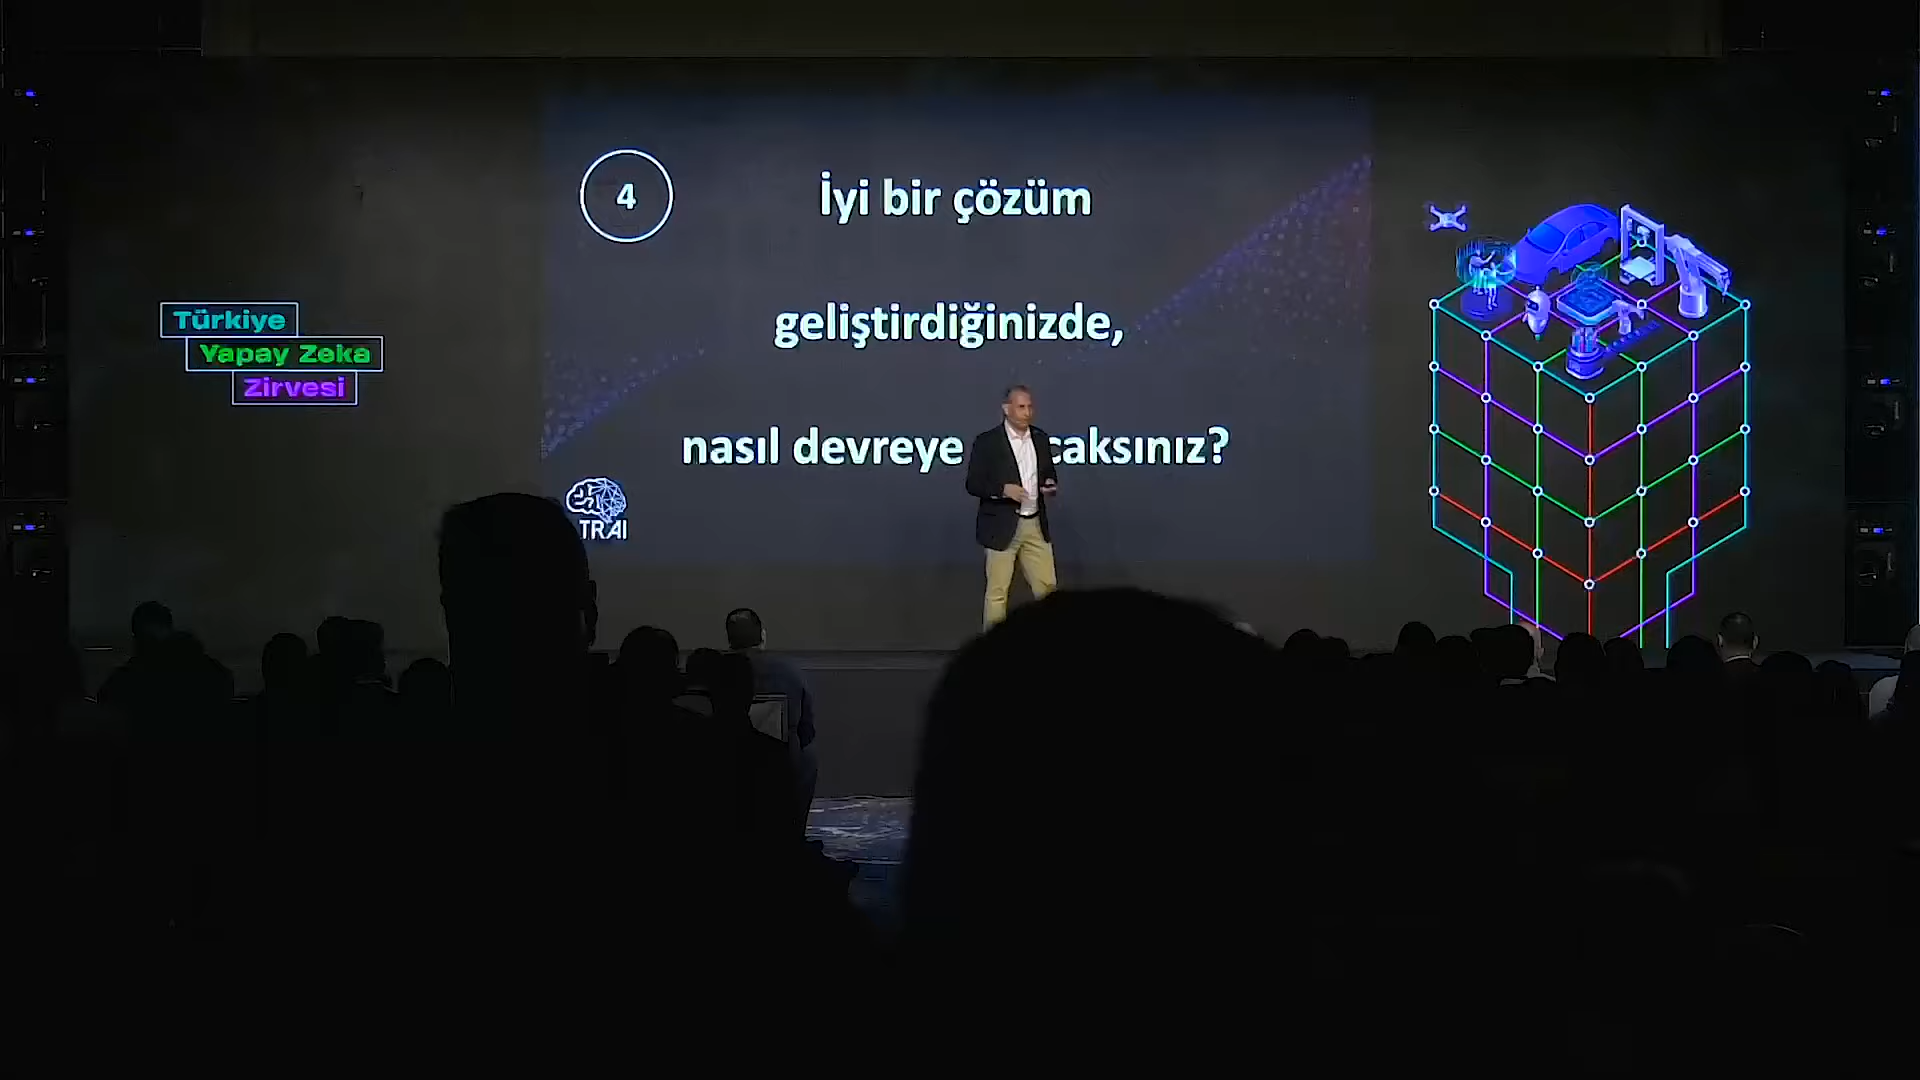 4
İyi bir çözüm
geliştirdiğinizde,
nasıl devreye caksınız?
Türkiye
Yapay Zeka
Zirvesi
TRAI